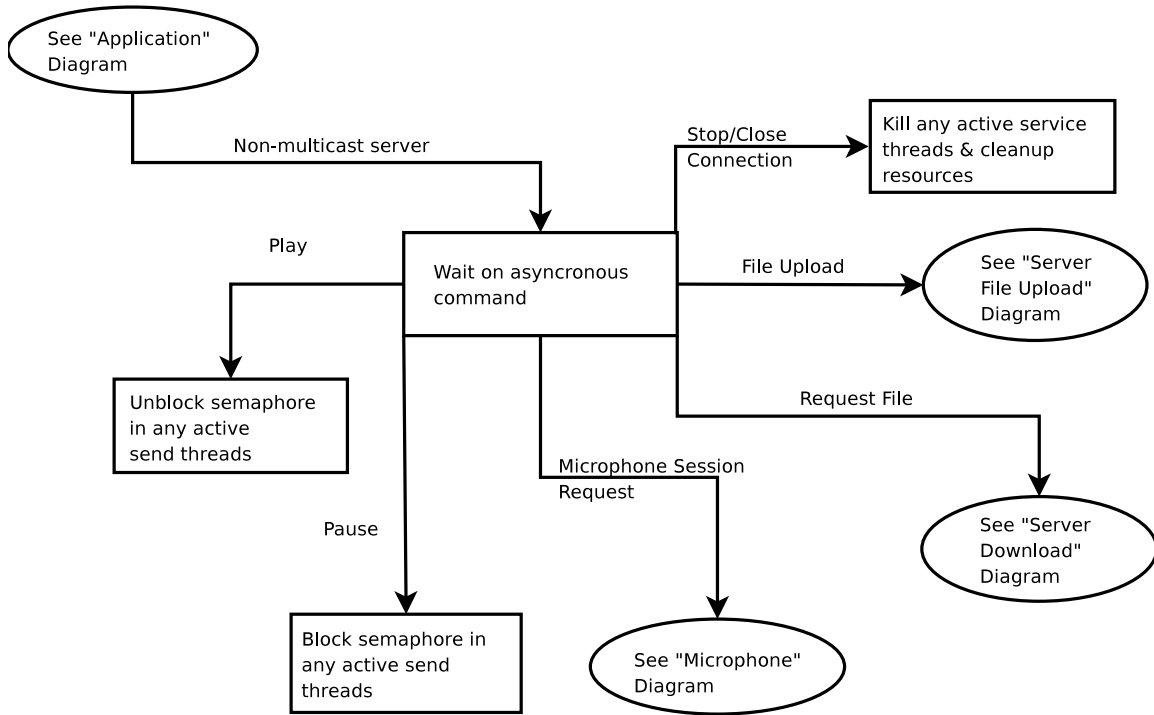 See "Application"
Diagram
Non-multicast server
Stop/Close
Connection
Kill any active service
threads & cleanup
resources
Play
Wait on asyncronous
command
File Upload
See "Server
File Upload"
Diagram
Unblock semaphore
in any active
send threads
Request File
Microphone Session
Request
Pause
See "Server
Download"
Diagram
Block semaphore in
any active send
threads
See "Microphone"
Diagram